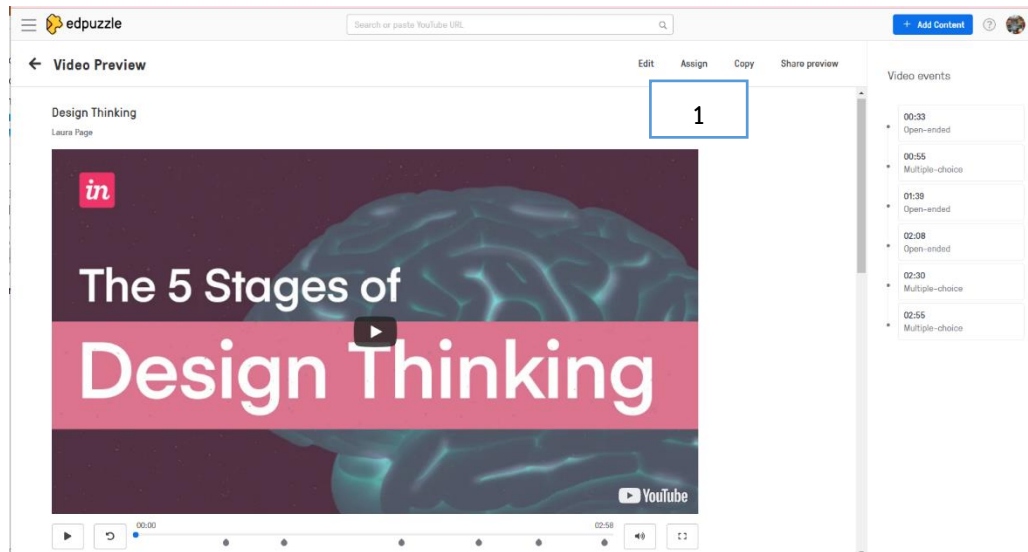 edpuzzle
Search or paste YouTube URL
+ Add Content
?
Video Preview
Edit Assign Copy Share preview
1
Design Thinking
Laura Page
in
The 5 Stages of
Design Thinking
YouTube
00:00
02:58
Video events
00:33
Open-ended
00:55
Multiple-choice
01:39
Open-ended
02:08
Open-ended
02:30
Multiple-choice
02:55
Multiple-choice